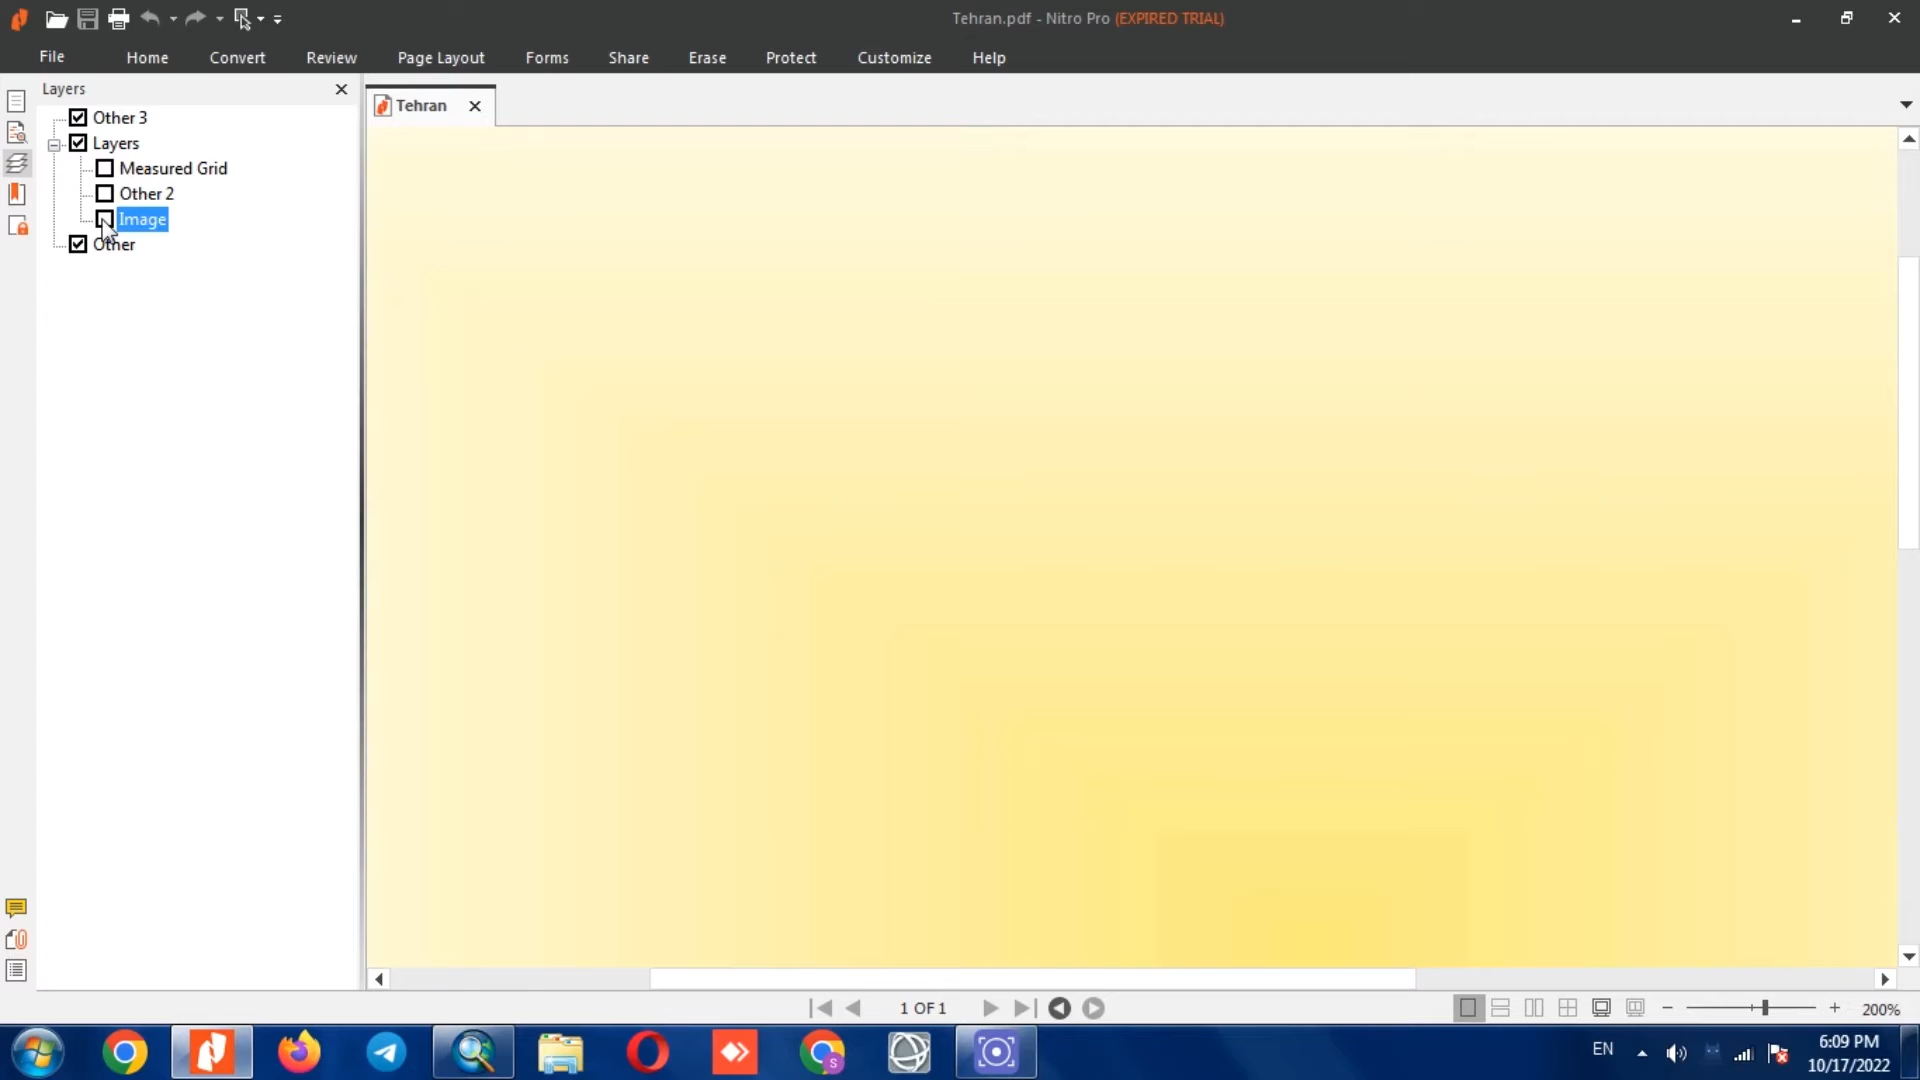 Tehran.pdf - Nitro Pro (EXPIRED TRIAL)
File Home Convert Review Page Layout Forms Share Erase Protect Customize Help
Layers
Tehran
Other 3
Layers
Measured Grid
Other 2
Image
Other
1 OF 1
200%
EN
6:09 PM
10/17/2022